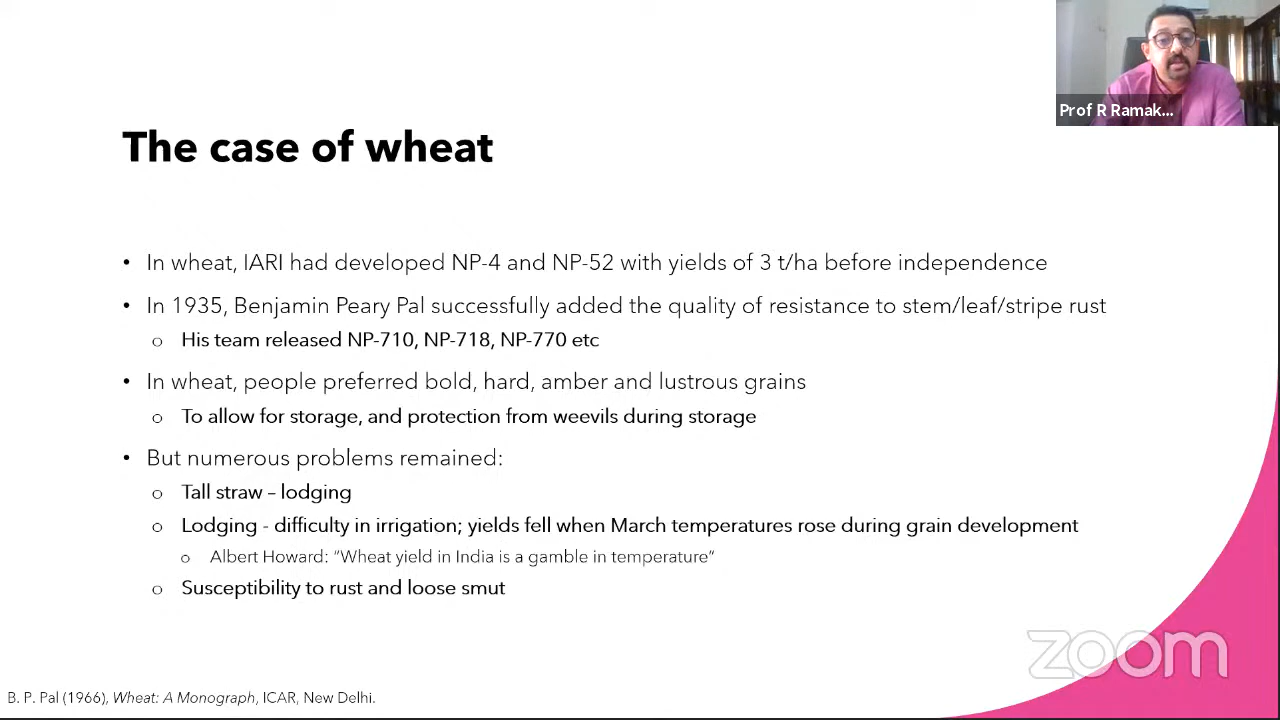 Prof R Ramak...
The case of wheat
• In wheat, IARI had developed NP-4 and NP-52 with yields of 3 t/ha before independence
• In 1935, Benjamin Peary Pal successfully added the quality of resistance to stem/leaf/stripe rust
o His team released NP-710, NP-718, NP-770 etc
• In wheat, people preferred bold, hard, amber and lustrous grains
o To allow for storage, and protection from weevils during storage
• But numerous problems remained:
o Tall straw – lodging
o Lodging - difficulty in irrigation; yields fell when March temperatures rose during grain development
o Albert Howard: “Wheat yield in India is a gamble in temperature”
o Susceptibility to rust and loose smut
zoom
B. P. Pal (1966), Wheat: A Monograph, ICAR, New Delhi.